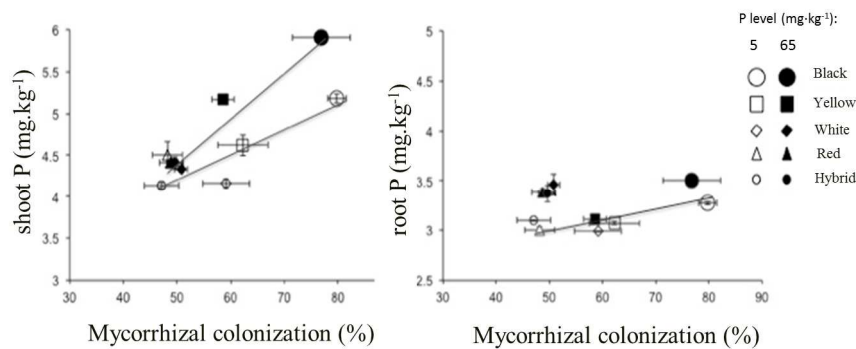 6
5.5
5
4.5
4
3.5
3
30
40
50
60
70
80
shoot P (mg.kg-1)
Mycorrhizal colonization (%)
5
4.5
4
3.5
3
2.5
30
40
50
60
70
80
90
root P (mg.kg-1)
Mycorrhizal colonization (%)
P level (mg·kg-1):
5 65
Black
Yellow
White
Red
Hybrid